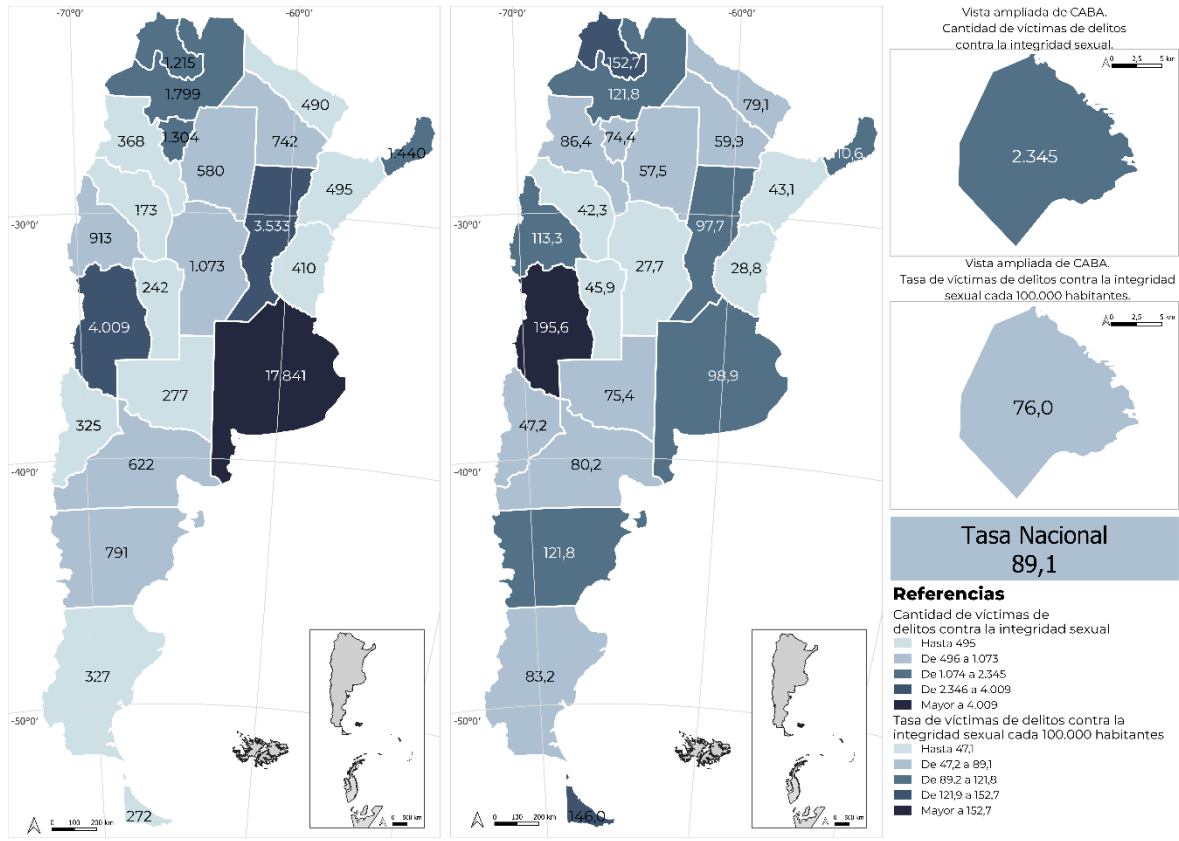 -70°0'
-60°0'
1.215
1.799
490
368
1.304
742
1.440
580
495
173
-30°0'
3.533
913
410
1.073
242
4.009
17.841
277
325
622
-40°0'
791
327
-50°0'
272
0 100 200 km
0 500 km
-70°0'
-60°0'
152,7
121,8
79,1
86,4
74,4
59,9
10,6
57,5
43,1
42,3
-30°0'
97,7
113,3
28,8
27,7
45,9
195,6
98,9
75,4
47,2
80,2
-40°0'
121,8
83,2
-50°0'
146,0
0 100 200 km
0 500 km
Vista ampliada de CABA.
Cantidad de víctimas de delitos
contra la integridad sexual.
0 2,5 5 km
2.345
Vista ampliada de CABA.
Tasa de víctimas de delitos contra la integridad
sexual cada 100.000 habitantes.
0 2,5 5 km
76,0
Tasa Nacional
89,1
Referencias
Cantidad de víctimas de
delitos contra la integridad sexual
Hasta 495
De 496 a 1.073
De 1.074 a 2.345
De 2.346 a 4.009
Mayor a 4.009
Tasa de víctimas de delitos contra la
integridad sexual cada 100.000 habitantes
Hasta 47,1
De 47,2 a 89,1
De 89,2 a 121,8
De 121,9 a 152,7
Mayor a 152,7